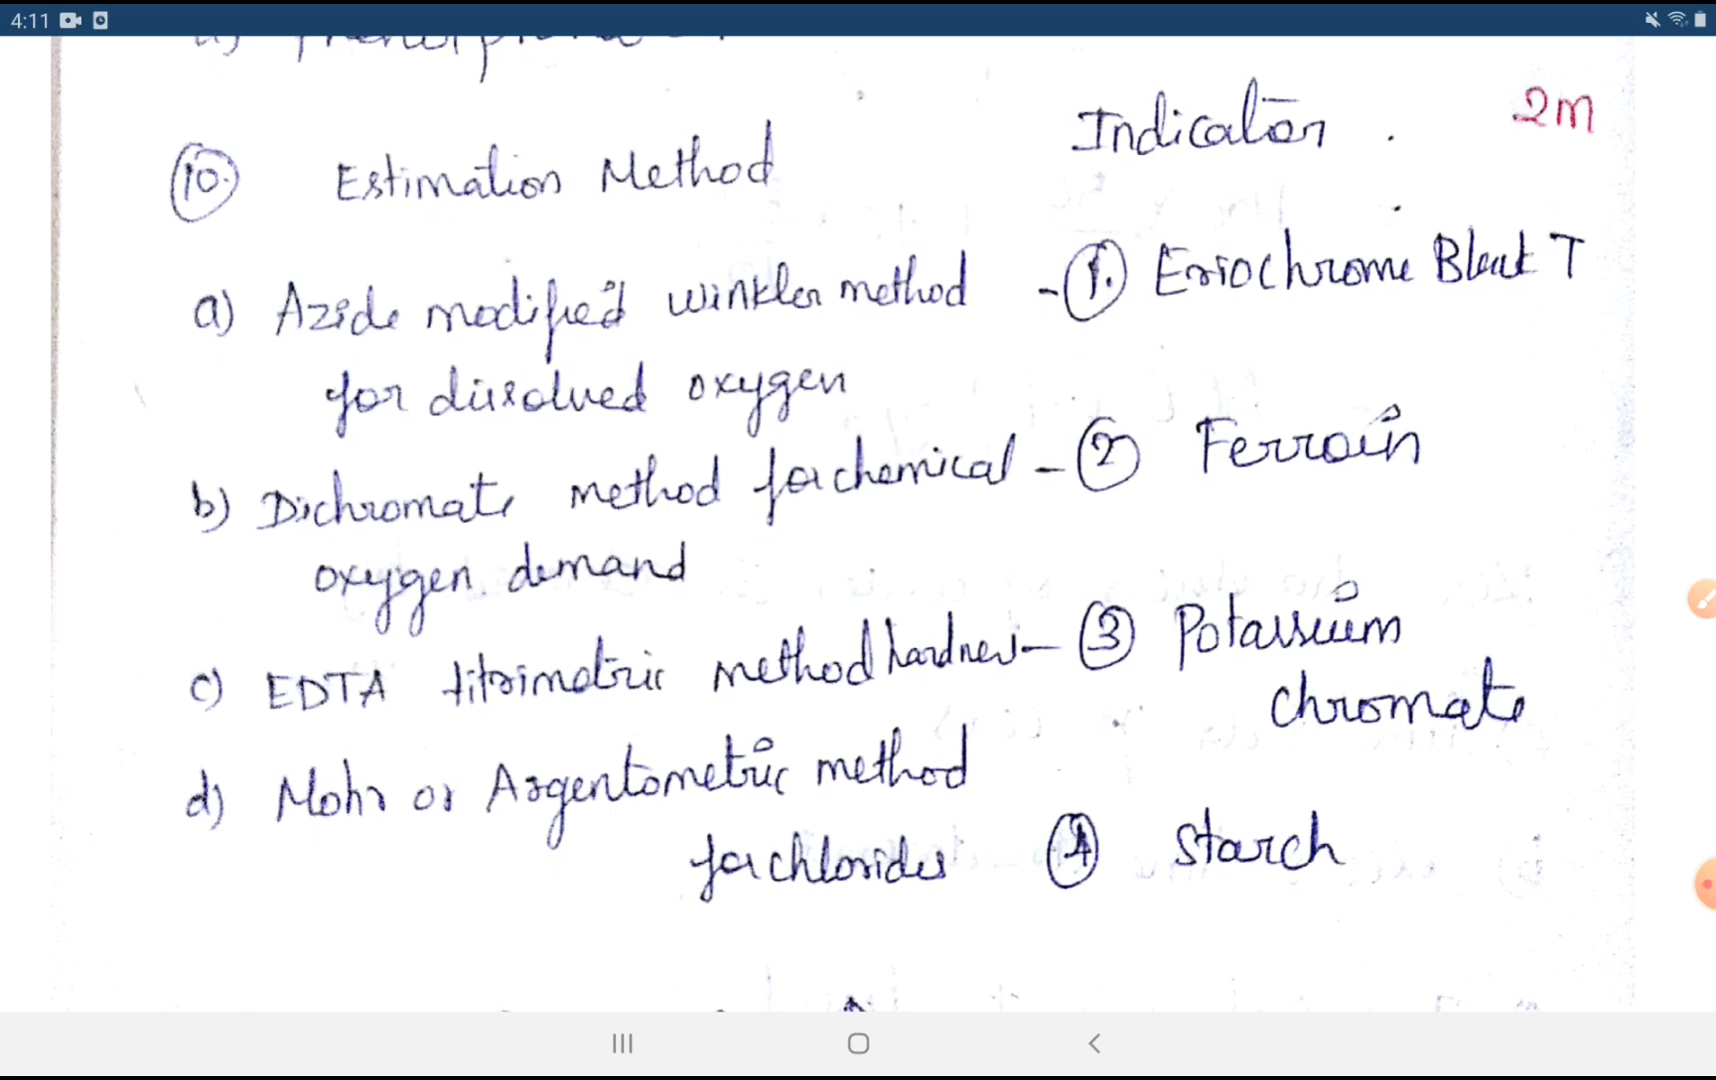 4:11
10. Estimation Method Indicator . 2M
a) Azide modified winkler method - 1. Eriochrome Black T
for dissolved oxygen
b) Dichromate method for chemical - 2 Ferroin
oxygen demand
c) EDTA titrimetric method hardness - 3 Potassium
chromate
d) Mohr or Argentometric method
for chlorides 4 Starch